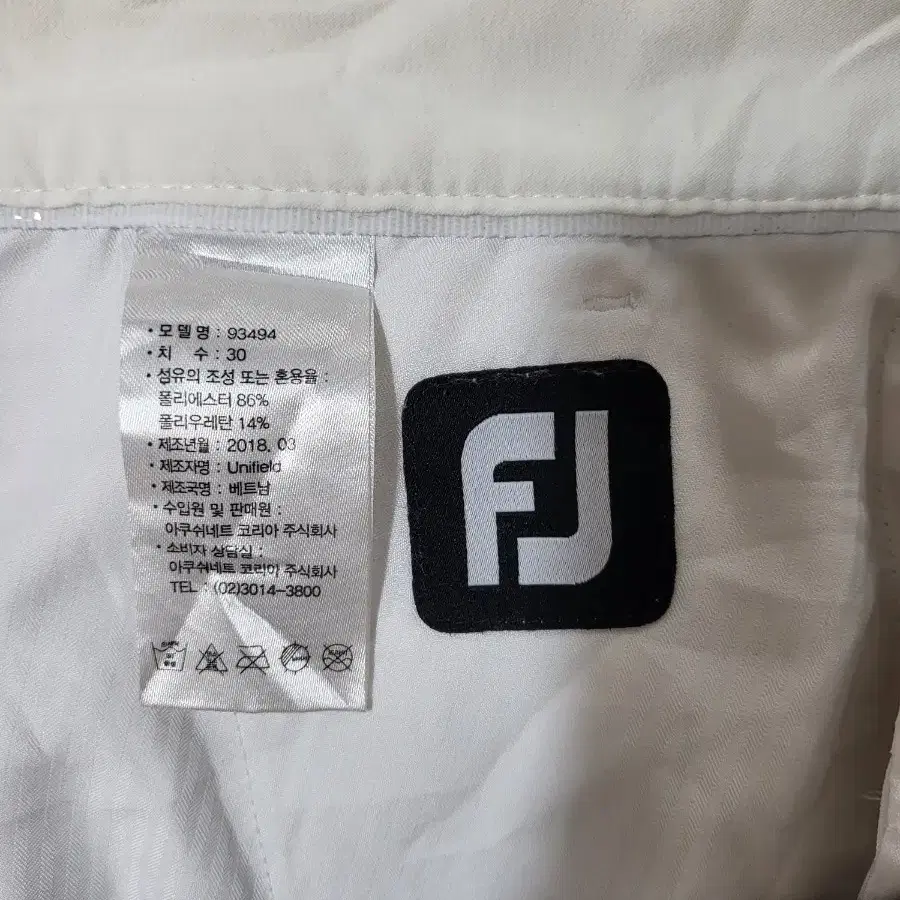 • 모델명 : 93494
• 치 수 : 30
• 섬유의 조성 또는 혼용율 :
폴리에스터 86%
폴리우레탄 14%
• 제조년월 : 2018. 03
• 제조자명 : Unifield
• 제조국명 : 베트남
• 수입원 및 판매원 :
아쿠쉬네트 코리아 주식회사
• 소비자 상담실 :
아쿠쉬네트 코리아 주식회사
TEL : (02)3014-3800
FJ